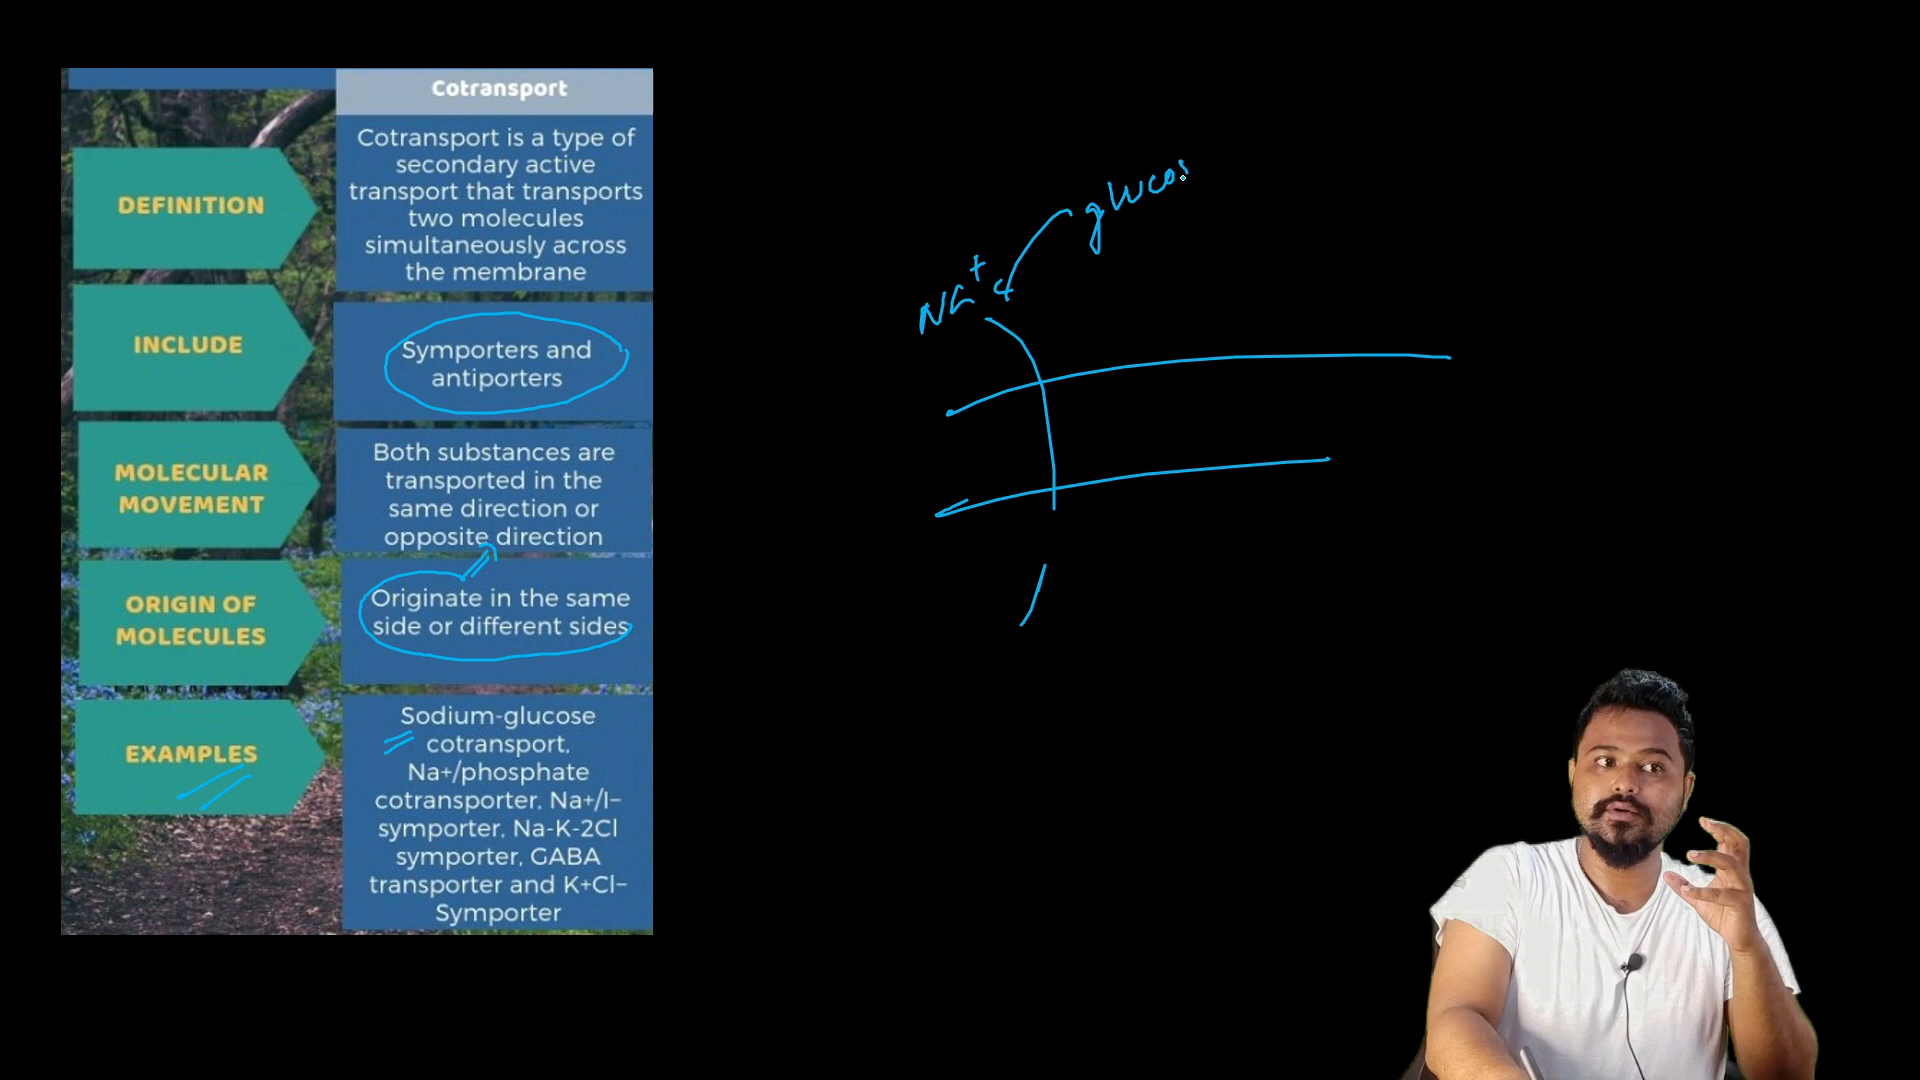 Cotransport
DEFINITION
Cotransport is a type of
secondary active
transport that transports
two molecules
simultaneously across
the membrane
INCLUDE
Symporters and
antiporters
MOLECULAR
MOVEMENT
Both substances are
transported in the
same direction or
opposite direction
ORIGIN OF
MOLECULES
Originate in the same
side or different sides
EXAMPLES
Sodium-glucose
cotransport,
Na+/phosphate
cotransporter, Na+/I−
symporter, Na-K-2Cl
symporter, GABA
transporter and K+Cl−
Symporter
glucos
Na+